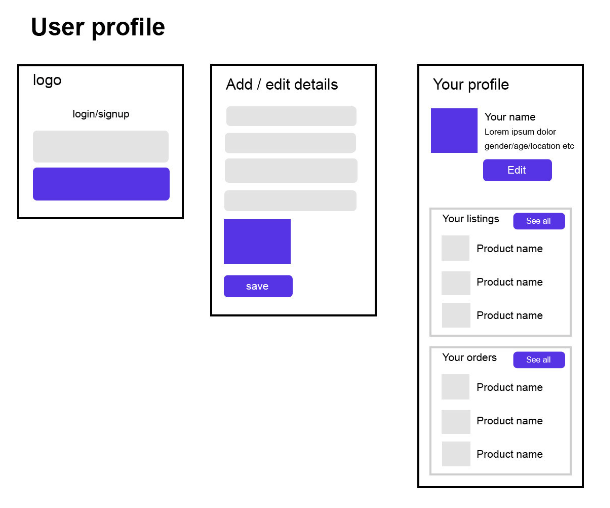 User profile
logo
login/signup
Add / edit details
save
Your profile
Your name
Lorem ipsum dolor
gender/age/location etc
Edit
Your listings
See all
Product name
Product name
Product name
Your orders
See all
Product name
Product name
Product name